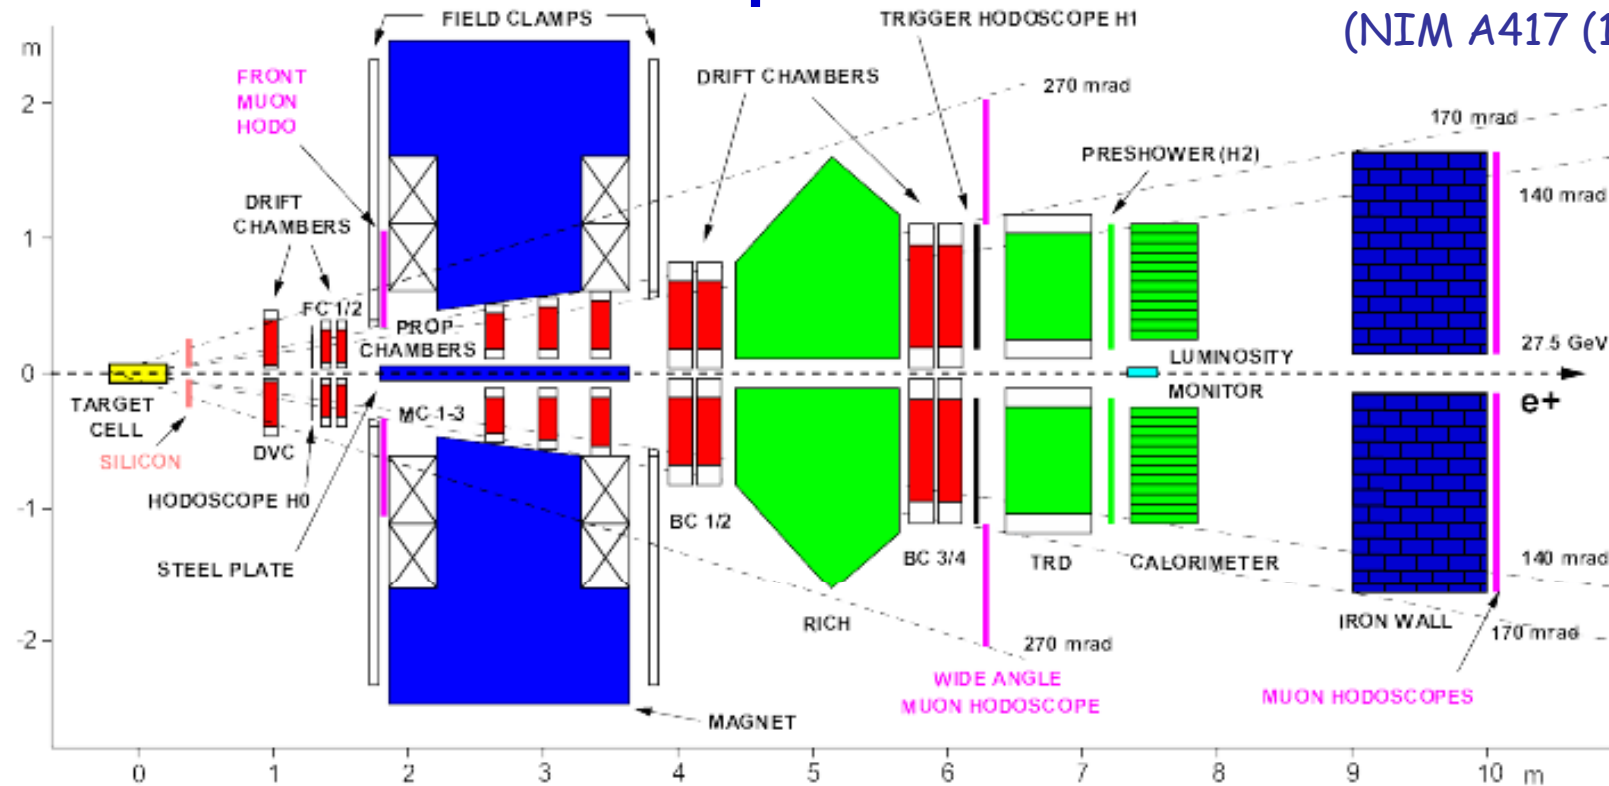 FIELD CLAMPS
TRIGGER HODOSCOPE H1
(NIM A417 (1
m
FRONT
MUON
HODO
DRIFT CHAMBERS
270 mrad
2
170 mrad
PRESHOWER (H2)
DRIFT
CHAMBERS
140 mrad
1
FC 1/2
PROP
CHAMBERS
27.5 GeV
LUMINOSITY
MONITOR
0
e+
TARGET
CELL
MC 1-3
SILICON
DVC
HODOSCOPE H0
-1
BC 1/2
BC 3/4
TRD
CALORIMETER
140 mrad
STEEL PLATE
RICH
IRON WALL
170 mrad
-2
270 mrad
WIDE ANGLE
MUON HODOSCOPE
MUON HODOSCOPES
MAGNET
0 1 2 3 4 5 6 7 8 9 10 m